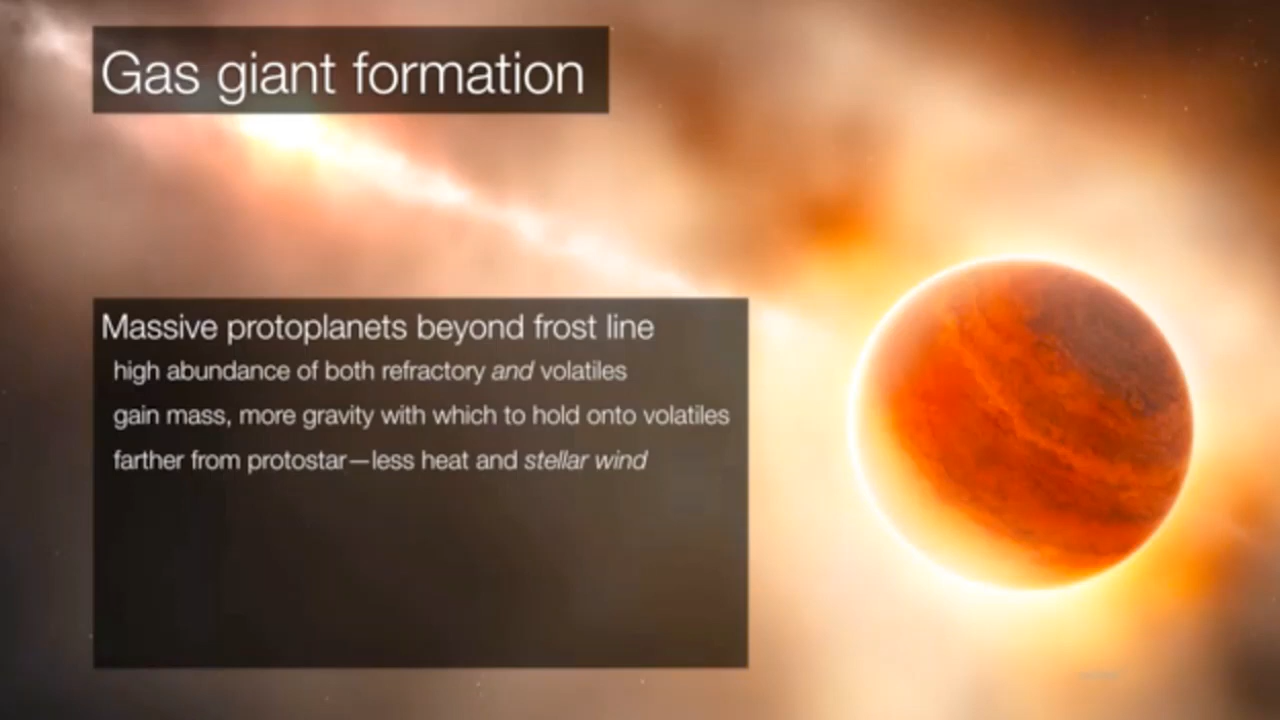 Gas giant formation
Massive protoplanets beyond frost line
high abundance of both refractory and volatiles
gain mass, more gravity with which to hold onto volatiles
farther from protostar—less heat and stellar wind